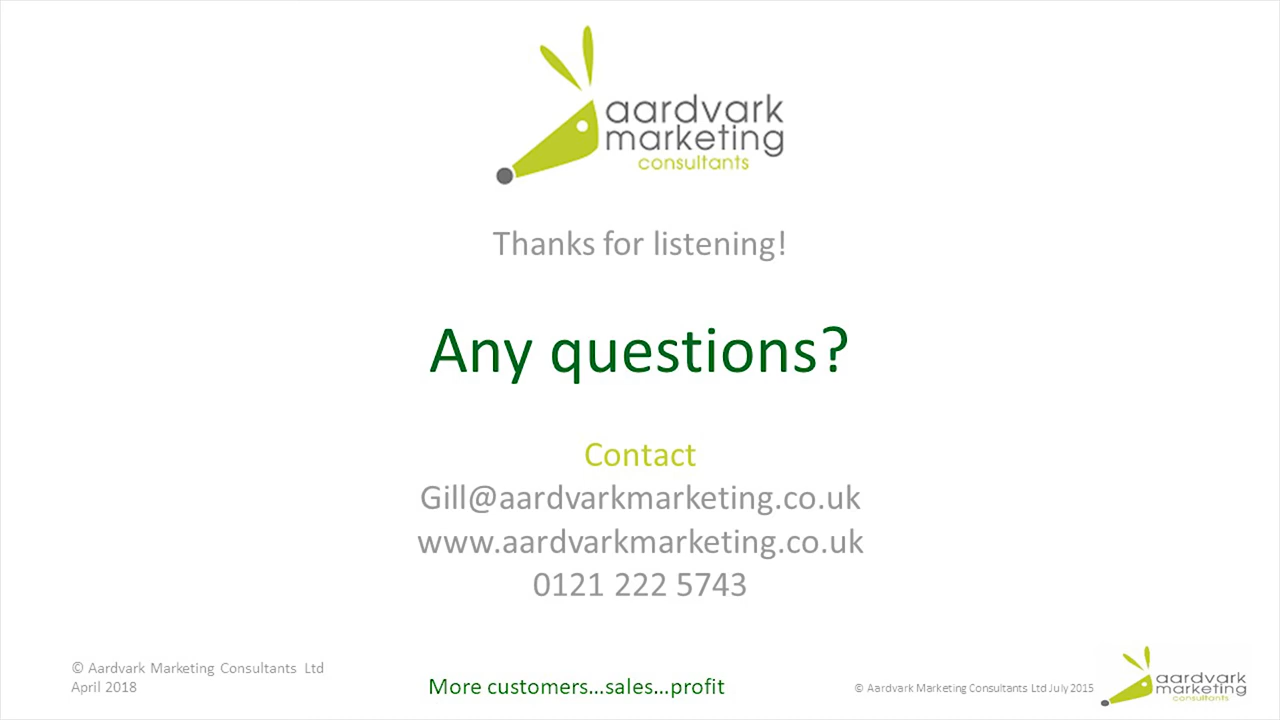 aardvark
marketing
consultants
Thanks for listening!
Any questions?
Contact
Gill@aardvarkmarketing.co.uk
www.aardvarkmarketing.co.uk
0121 222 5743
© Aardvark Marketing Consultants Ltd
April 2018
More customers...sales...profit
© Aardvark Marketing Consultants Ltd July 2015
aardvark
marketing
consultants